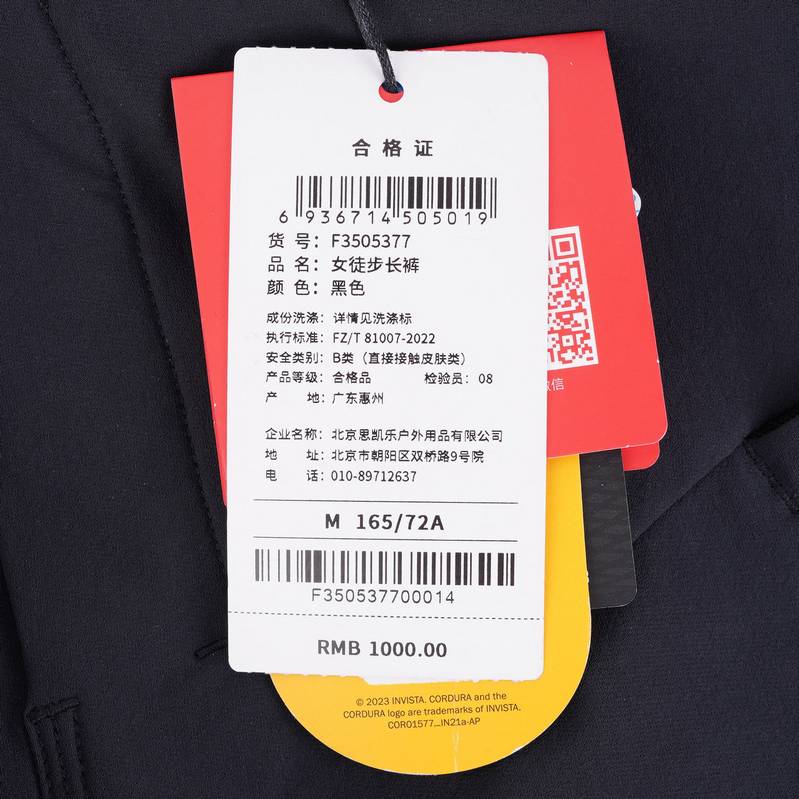 合格证
6 936714 505019
货 号：F3505377
品 名：女徒步长裤
颜 色：黑色
成份洗涤：详情见洗涤标
执行标准：FZ/T 81007-2022
安全类别：B类（直接接触皮肤类）
产品等级：合格品 检验员：08
产 地：广东惠州
企业名称：北京思凯乐户外用品有限公司
地 址：北京市朝阳区双桥路9号院
电 话：010-89712637
M 165/72A
F350537700014
RMB 1000.00
信
© 2023 INVISTA. CORDURA and the
CORDURA logo are trademarks of INVISTA.
COR01577_IN21a-AP